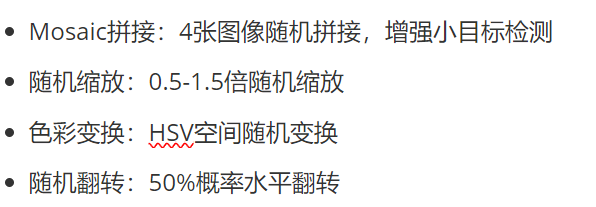 • Mosaic拼接：4张图像随机拼接，增强小目标检测
• 随机缩放：0.5-1.5倍随机缩放
• 色彩变换：HSV空间随机变换
• 随机翻转：50%概率水平翻转